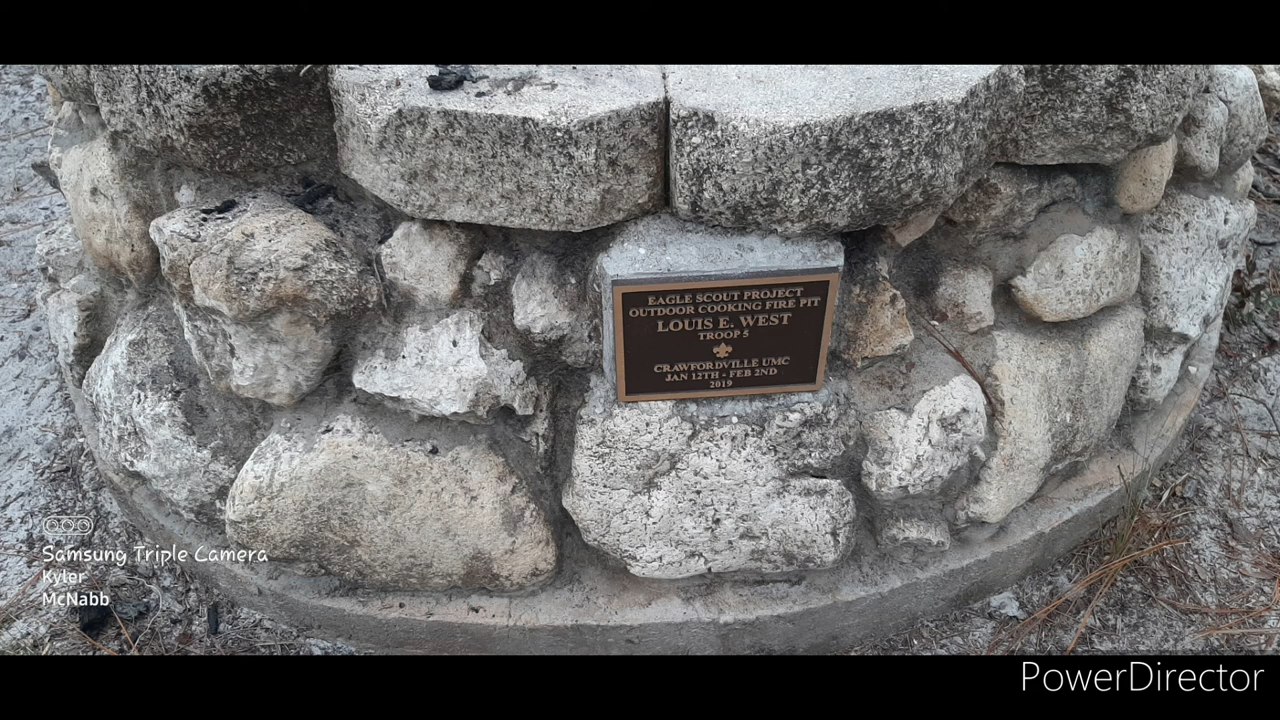 EAGLE SCOUT PROJECT
OUTDOOR COOKING FIRE PIT
LOUIS E. WEST
TROOP 5
CRAWFORDVILLE UMC
JAN 12TH - FEB 2ND
2019
Samsung Triple Camera
Kyler
McNabb
PowerDirector